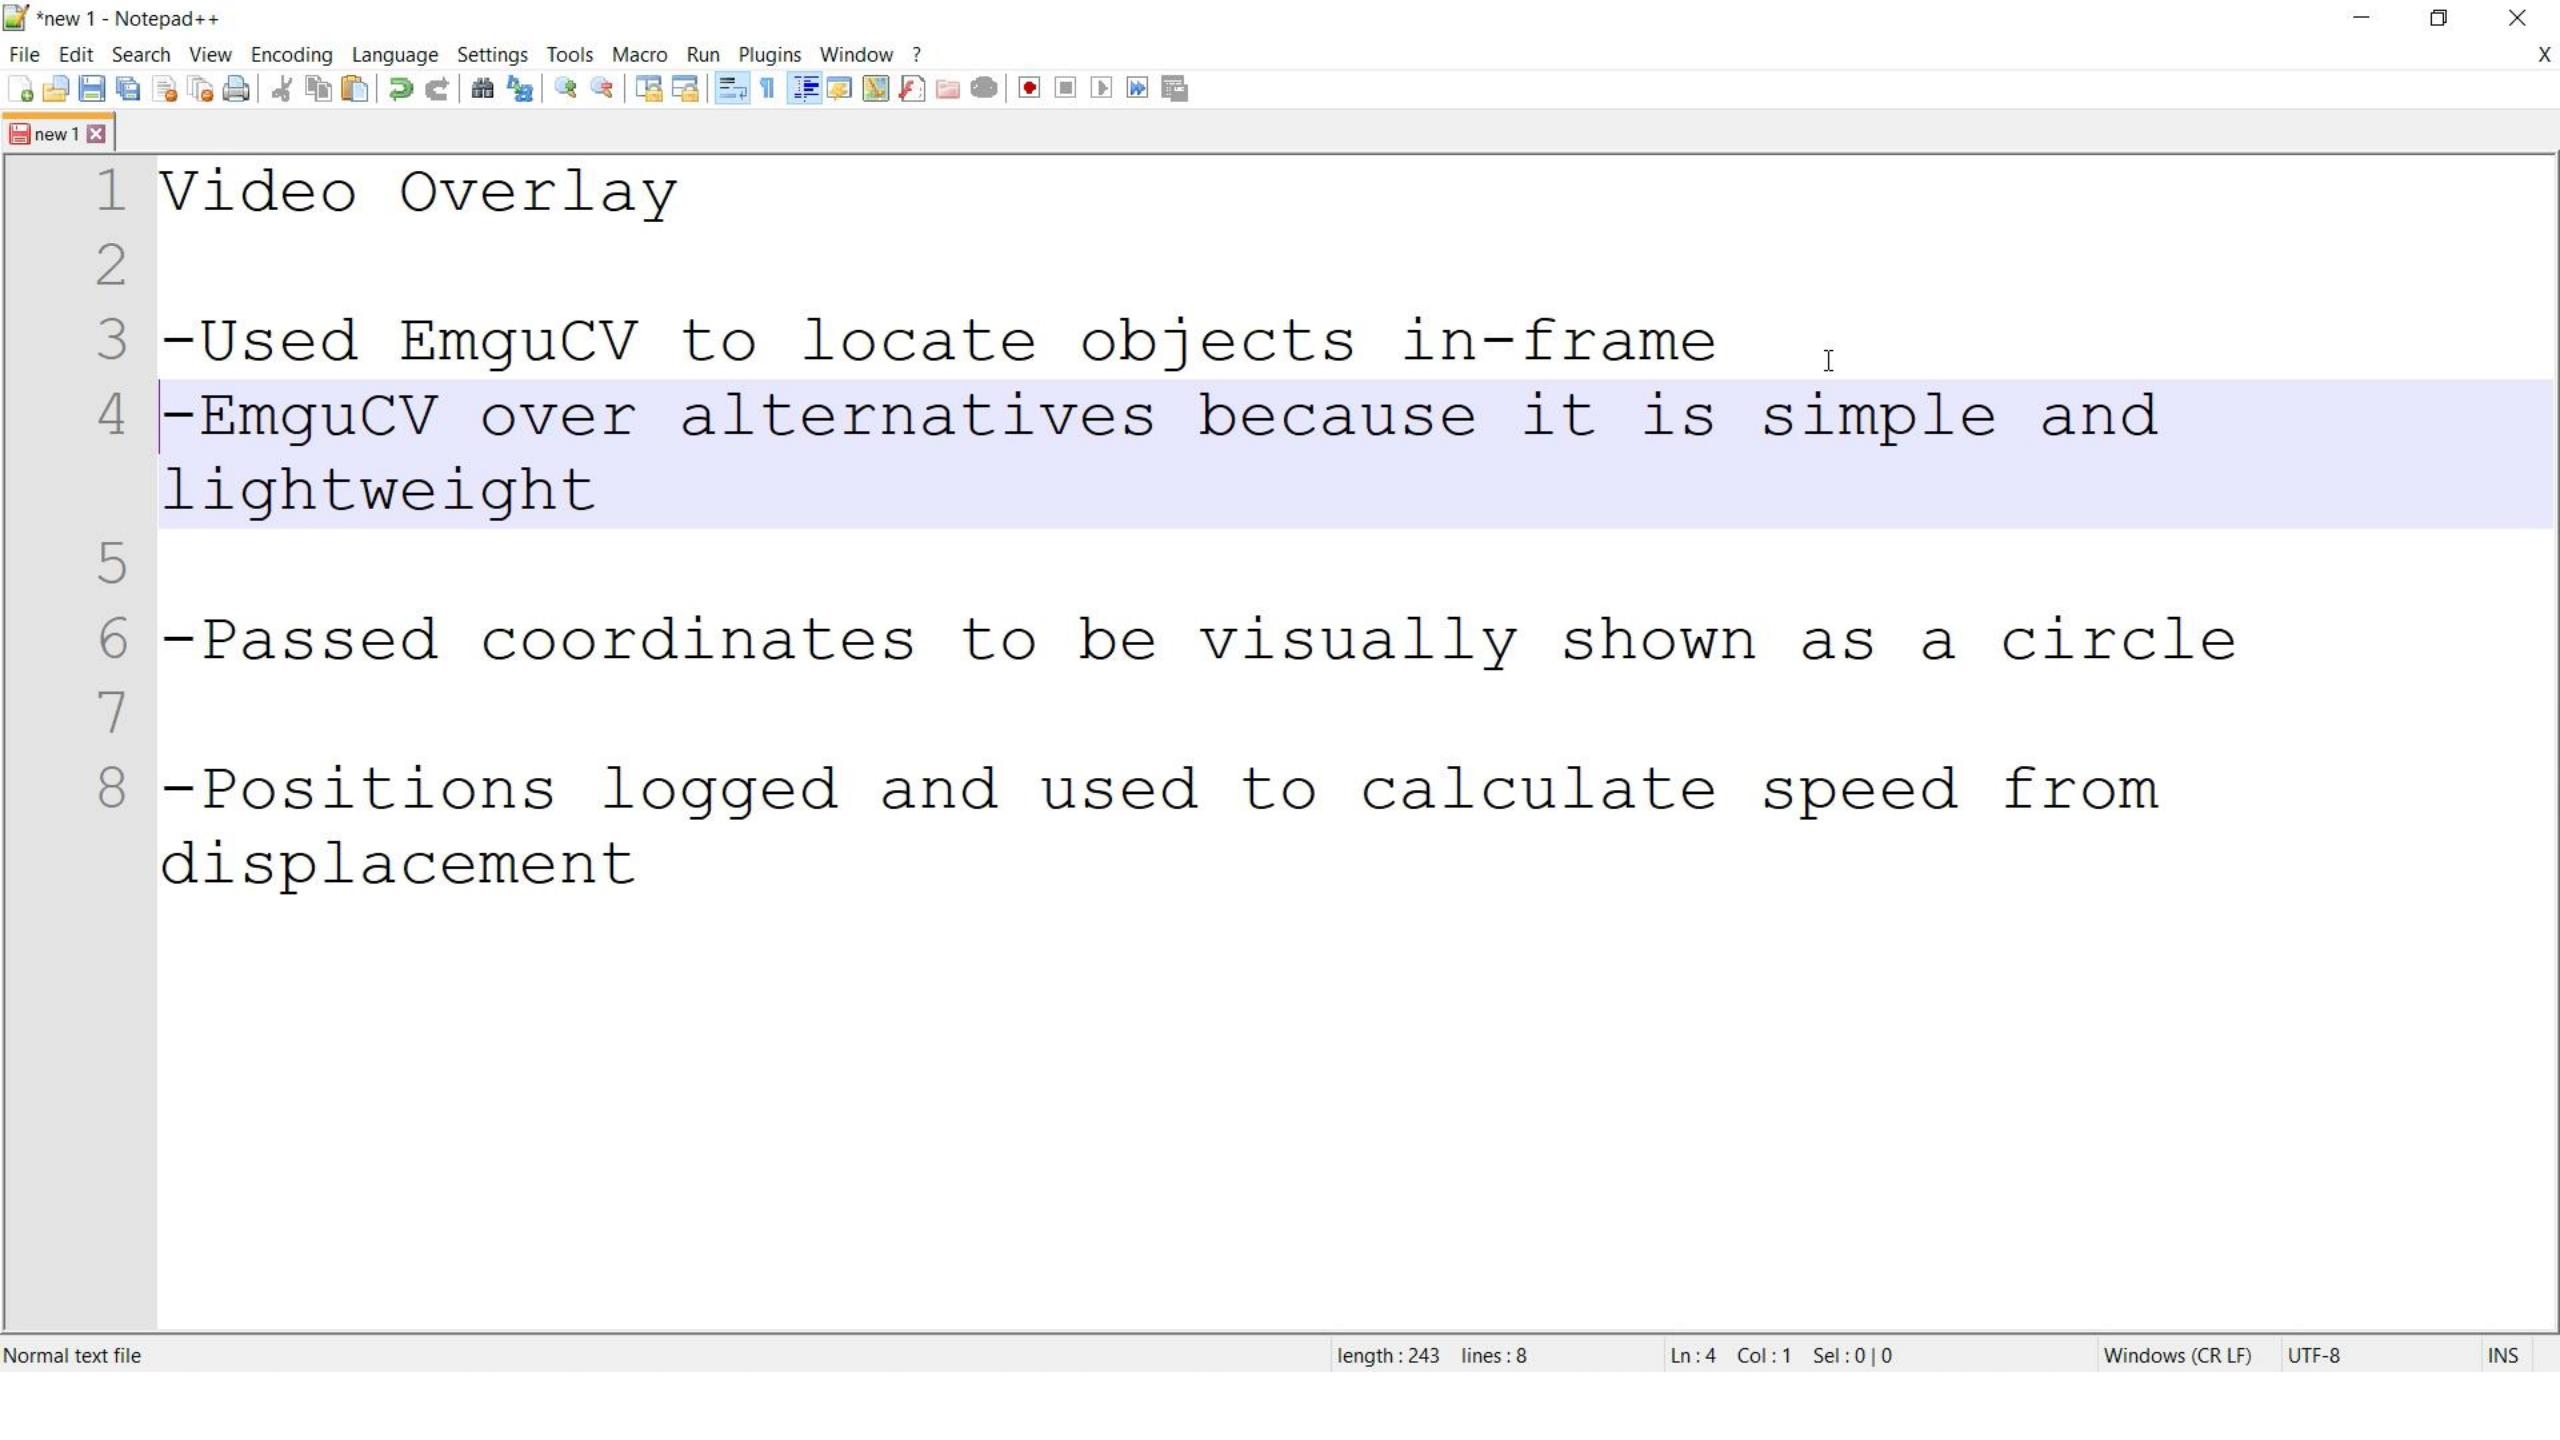 *new 1 - Notepad++
File Edit Search View Encoding Language Settings Tools Macro Run Plugins Window ?
X
new 1
1 Video Overlay
2
3 -Used EmguCV to locate objects in-frame
4 -EmguCV over alternatives because it is simple and
lightweight
5
6 -Passed coordinates to be visually shown as a circle
7
8 -Positions logged and used to calculate speed from
displacement
Normal text file length : 243 lines : 8 Ln : 4 Col : 1 Sel : 0 | 0 Windows (CR LF) UTF-8 INS